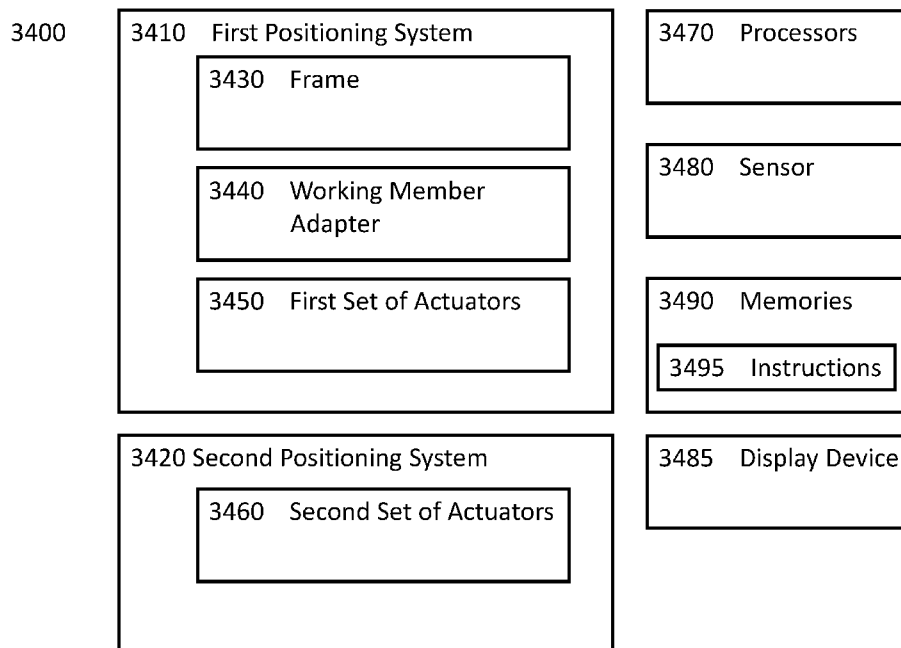 3400
3410 First Positioning System
3430 Frame
3440 Working Member
Adapter
3450 First Set of Actuators
3420 Second Positioning System
3460 Second Set of Actuators
3470 Processors
3480 Sensor
3490 Memories
3495 Instructions
3485 Display Device